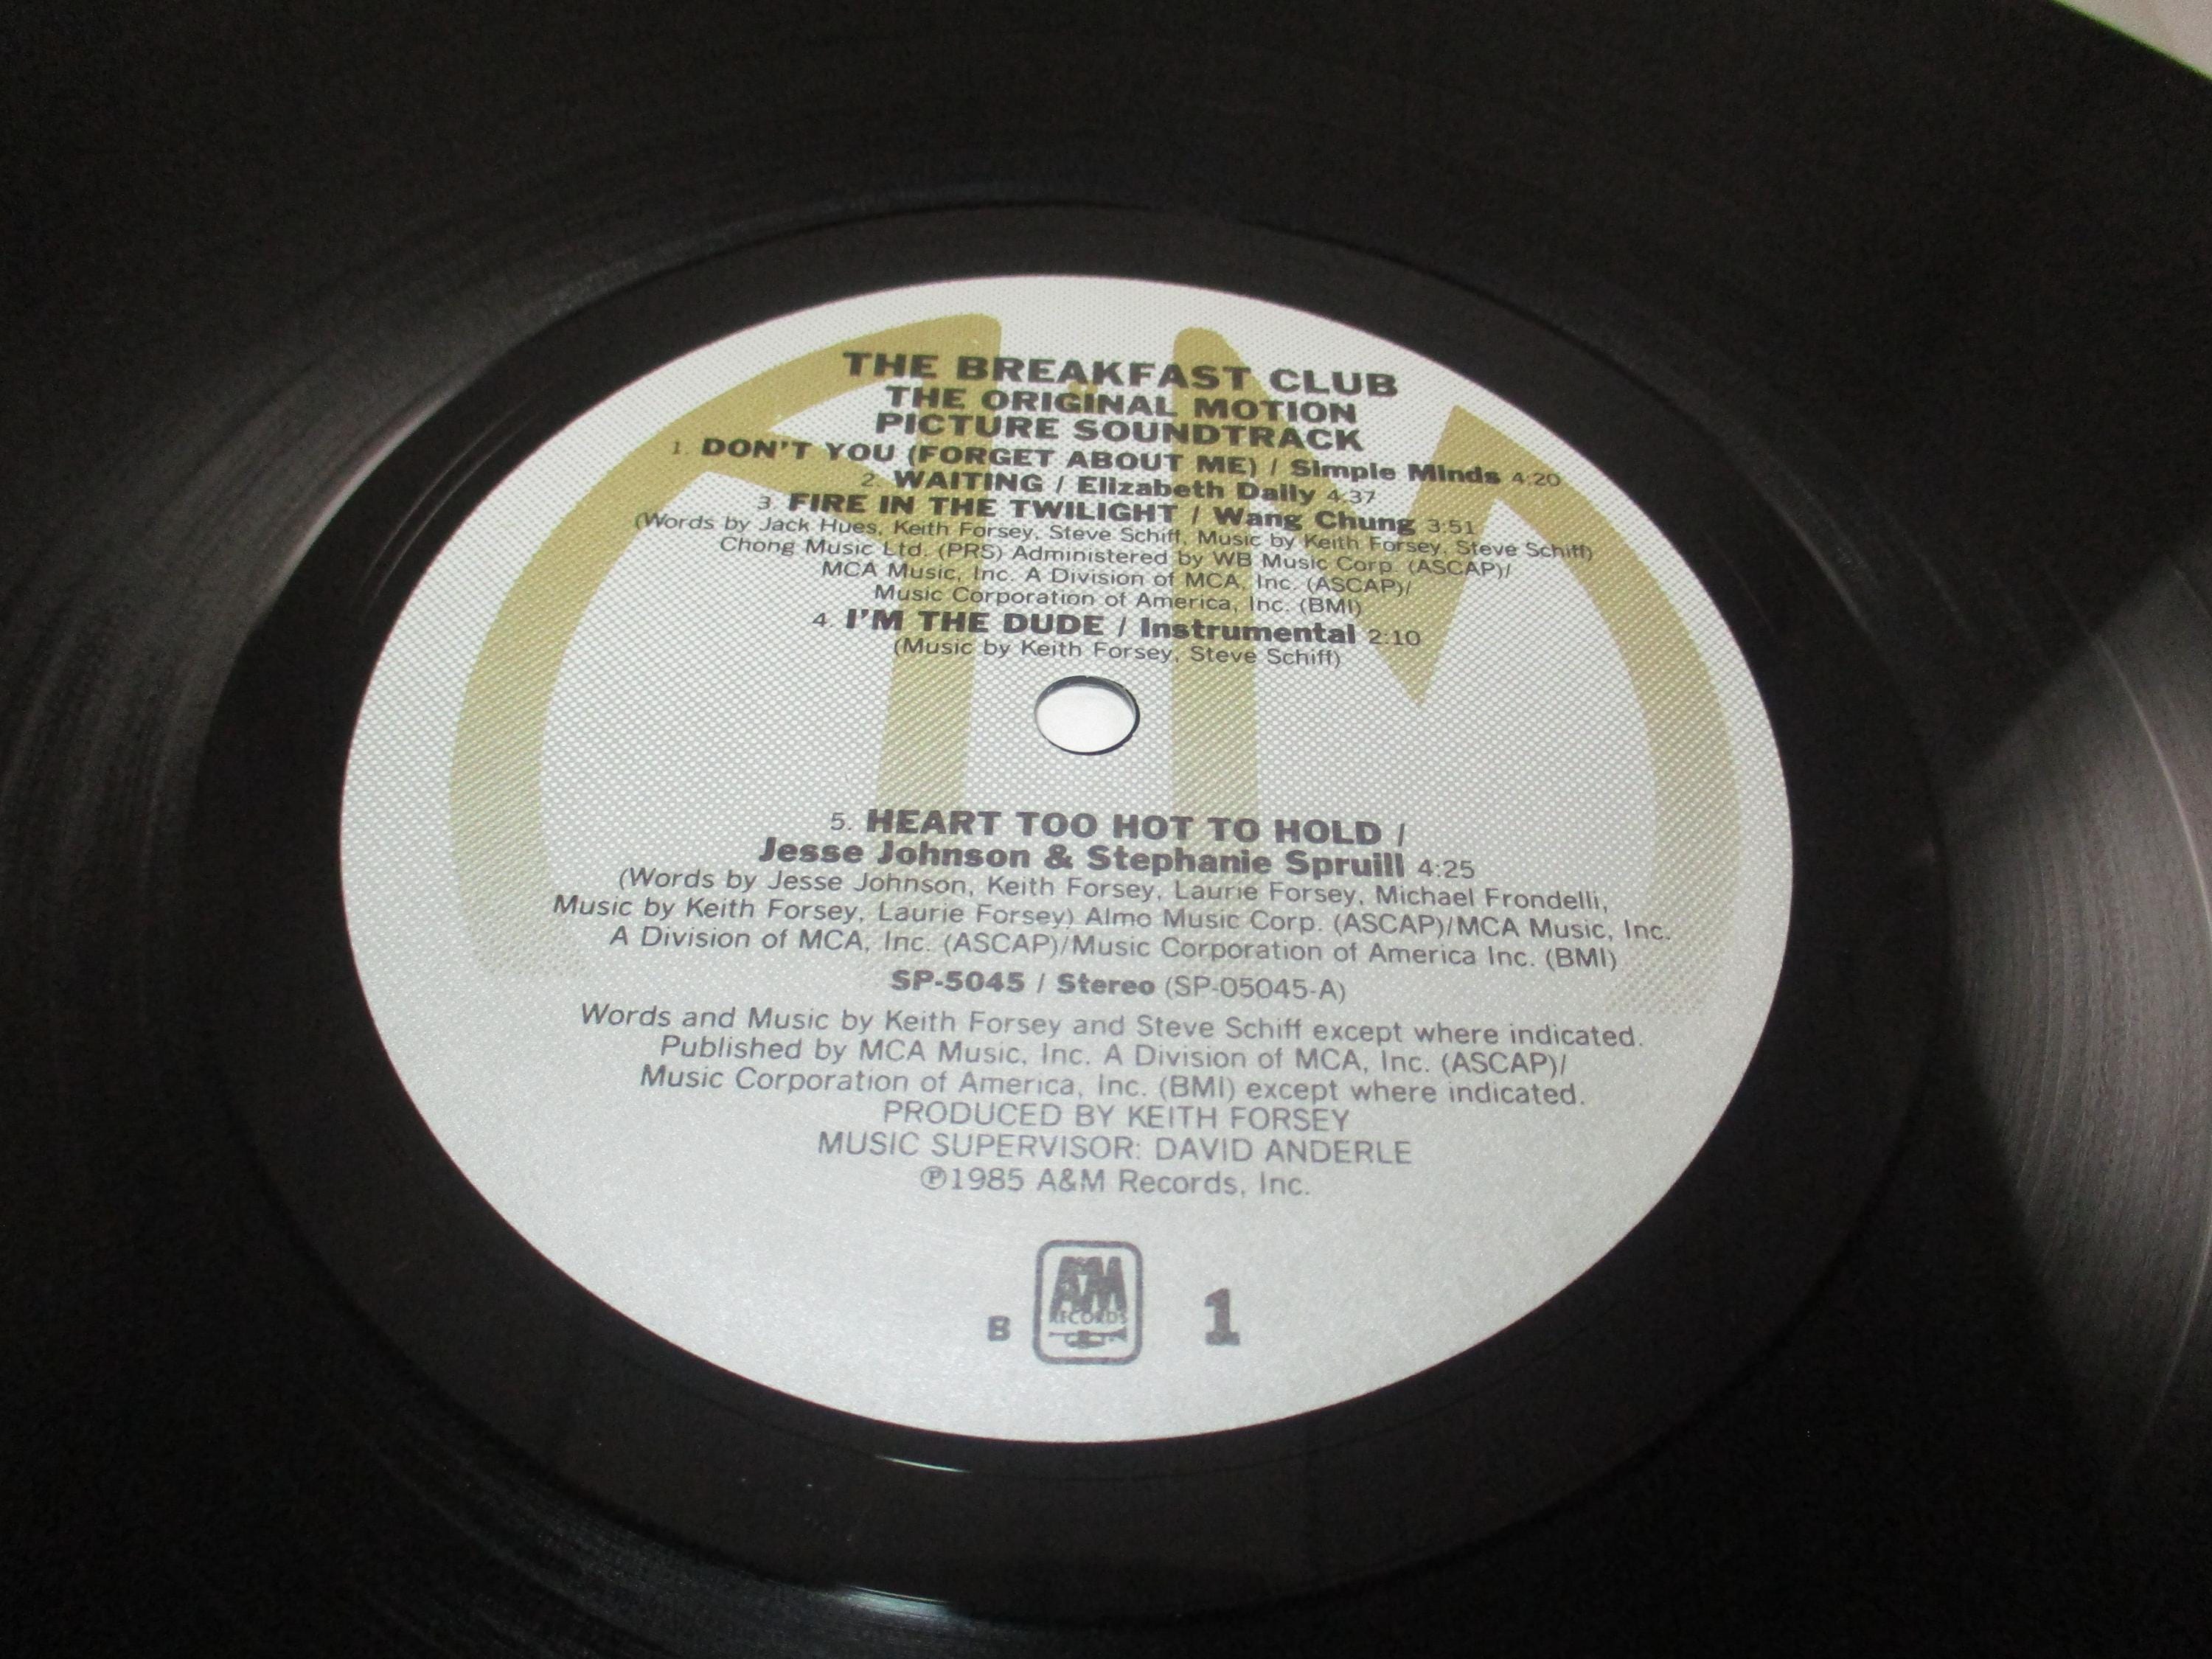 THE BREAKFAST CLUB
THE ORIGINAL MOTION
PICTURE SOUNDTRACK
1. DON'T YOU (FORGET ABOUT ME) / Simple Minds 4:20
2. WAITING / Elizabeth Daily 4:37
3. FIRE IN THE TWILIGHT / Wang Chung 3:51
(Words by Jack Hues, Keith Forsey, Steve Schiff, Music by Keith Forsey, Steve Schiff)
Chong Music Ltd. (PRS) Administered by WB Music Corp. (ASCAP)/
MCA Music, Inc. A Division of MCA, Inc. (ASCAP)/
Music Corporation of America, Inc. (BMI)
4. I'M THE DUDE / Instrumental 2:10
(Music by Keith Forsey, Steve Schiff)
5. HEART TOO HOT TO HOLD /
Jesse Johnson & Stephanie Spruill 4:25
(Words by Jesse Johnson, Keith Forsey, Laurie Forsey, Michael Frondelli,
Music by Keith Forsey, Laurie Forsey) Almo Music Corp. (ASCAP)/MCA Music, Inc.
A Division of MCA, Inc. (ASCAP)/Music Corporation of America Inc. (BMI)
SP-5045 / Stereo (SP-05045-A)
Words and Music by Keith Forsey and Steve Schiff except where indicated.
Published by MCA Music, Inc. A Division of MCA, Inc. (ASCAP)/
Music Corporation of America, Inc. (BMI) except where indicated.
PRODUCED BY KEITH FORSEY
MUSIC SUPERVISOR: DAVID ANDERLE
℗1985 A&M Records, Inc.
B A&M RECORDS 1